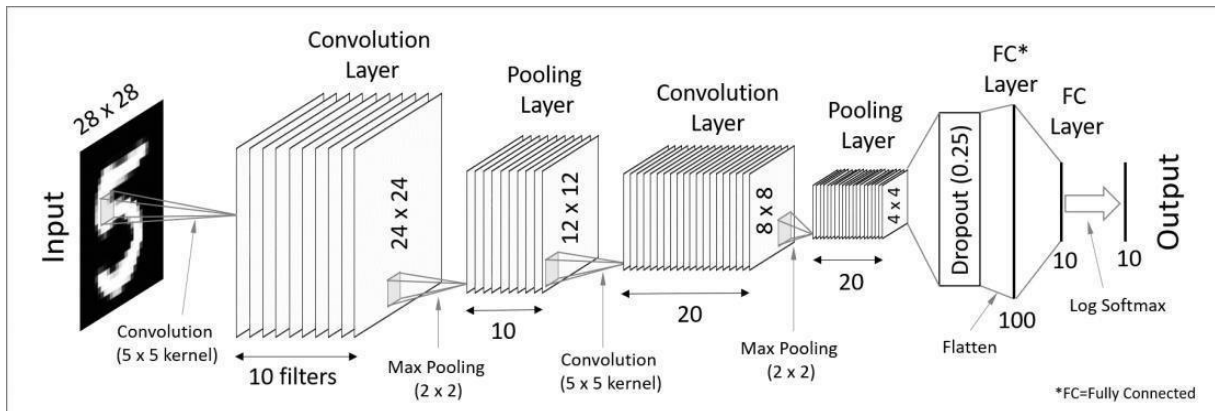 Input
28 x 28
Convolution
(5 x 5 kernel)
Convolution
Layer
24 x 24
10 filters
Max Pooling
(2 x 2)
Pooling
Layer
12 x 12
10
Convolution
(5 x 5 kernel)
Convolution
Layer
8 x 8
20
Max Pooling
(2 x 2)
Pooling
Layer
4 x 4
20
Dropout (0.25)
Flatten
FC*
Layer
100
FC
Layer
10
Log Softmax
10
Output
*FC=Fully Connected